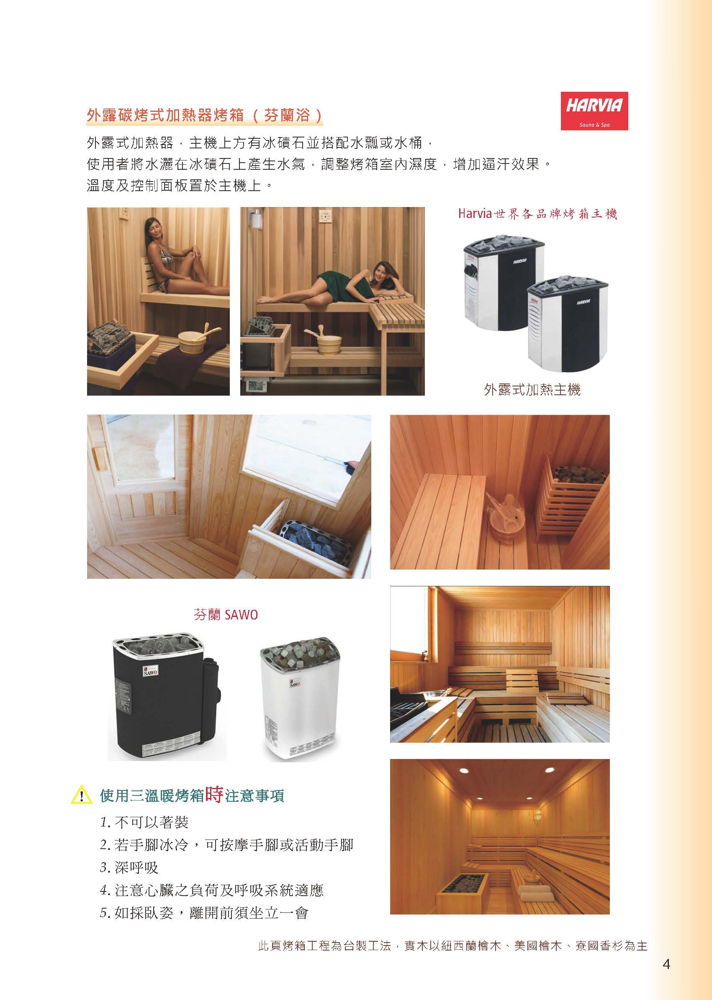 HARVIA
Sauna & Spa
外露碳烤式加熱器烤箱（芬蘭浴）
外露式加熱器，主機上方有冰磧石並搭配水瓢或水桶，
使用者將水灑在冰磧石上產生水氣，調整烤箱室內濕度，增加逼汗效果。
溫度及控制面板置於主機上。
Harvia世界各品牌烤箱主機
HARVIA
HARVIA
外露式加熱主機
芬蘭 SAWO
SAWO
SAWO
! 使用三溫暖烤箱時注意事項
1. 不可以著裝
2. 若手腳冰冷，可按摩手腳或活動手腳
3. 深呼吸
4. 注意心臟之負荷及呼吸系統適應
5. 如採臥姿，離開前須坐立一會
此頁烤箱工程為台製工法，實木以紐西蘭檜木、美國檜木、寮國香杉為主
4